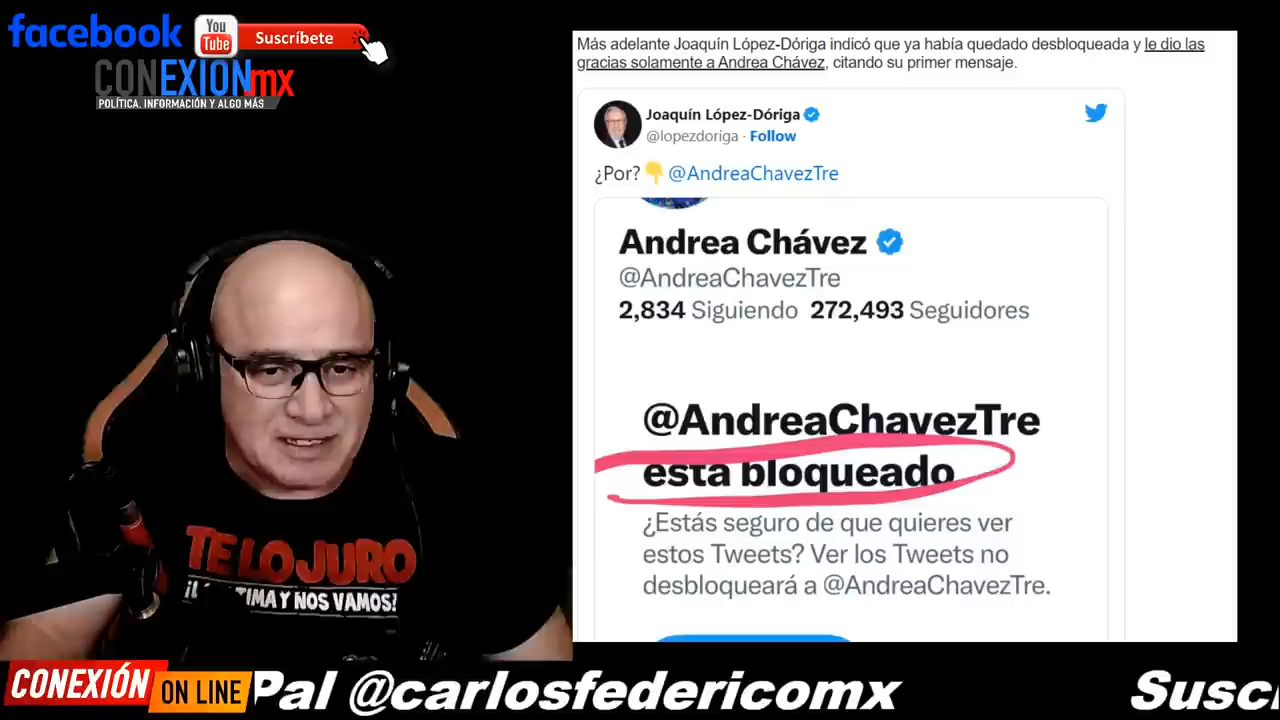 facebook
You
Tube
Suscríbete
CONEXIONmx
POLÍTICA, INFORMACIÓN Y ALGO MÁS
Más adelante Joaquín López-Dóriga indicó que ya había quedado desbloqueada y le dio las
gracias solamente a Andrea Chávez, citando su primer mensaje.
Joaquín López-Dóriga
@lopezdoriga · Follow
¿Por? @AndreaChavezTre
Andrea Chávez
@AndreaChavezTre
2,834 Siguiendo 272,493 Seguidores
@AndreaChavezTre
está bloqueado
¿Estás seguro de que quieres ver
estos Tweets? Ver los Tweets no
desbloqueará a @AndreaChavezTre.
TE LO JURO
Y NOS VAMOS!
CONEXIÓN
ON LINE
Pal @carlosfedericomx
Susc